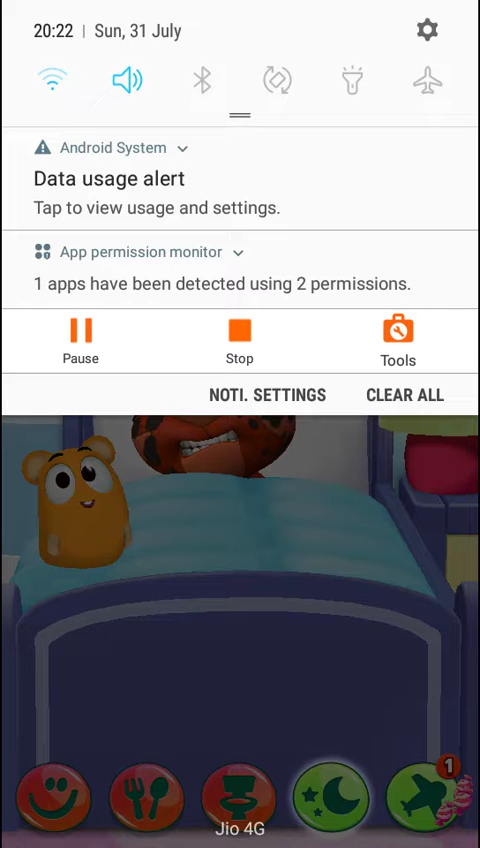 20:22 | Sun, 31 July
Android System
Data usage alert
Tap to view usage and settings.
App permission monitor
1 apps have been detected using 2 permissions.
Pause Stop Tools
NOTI. SETTINGS CLEAR ALL
1
Jio 4G